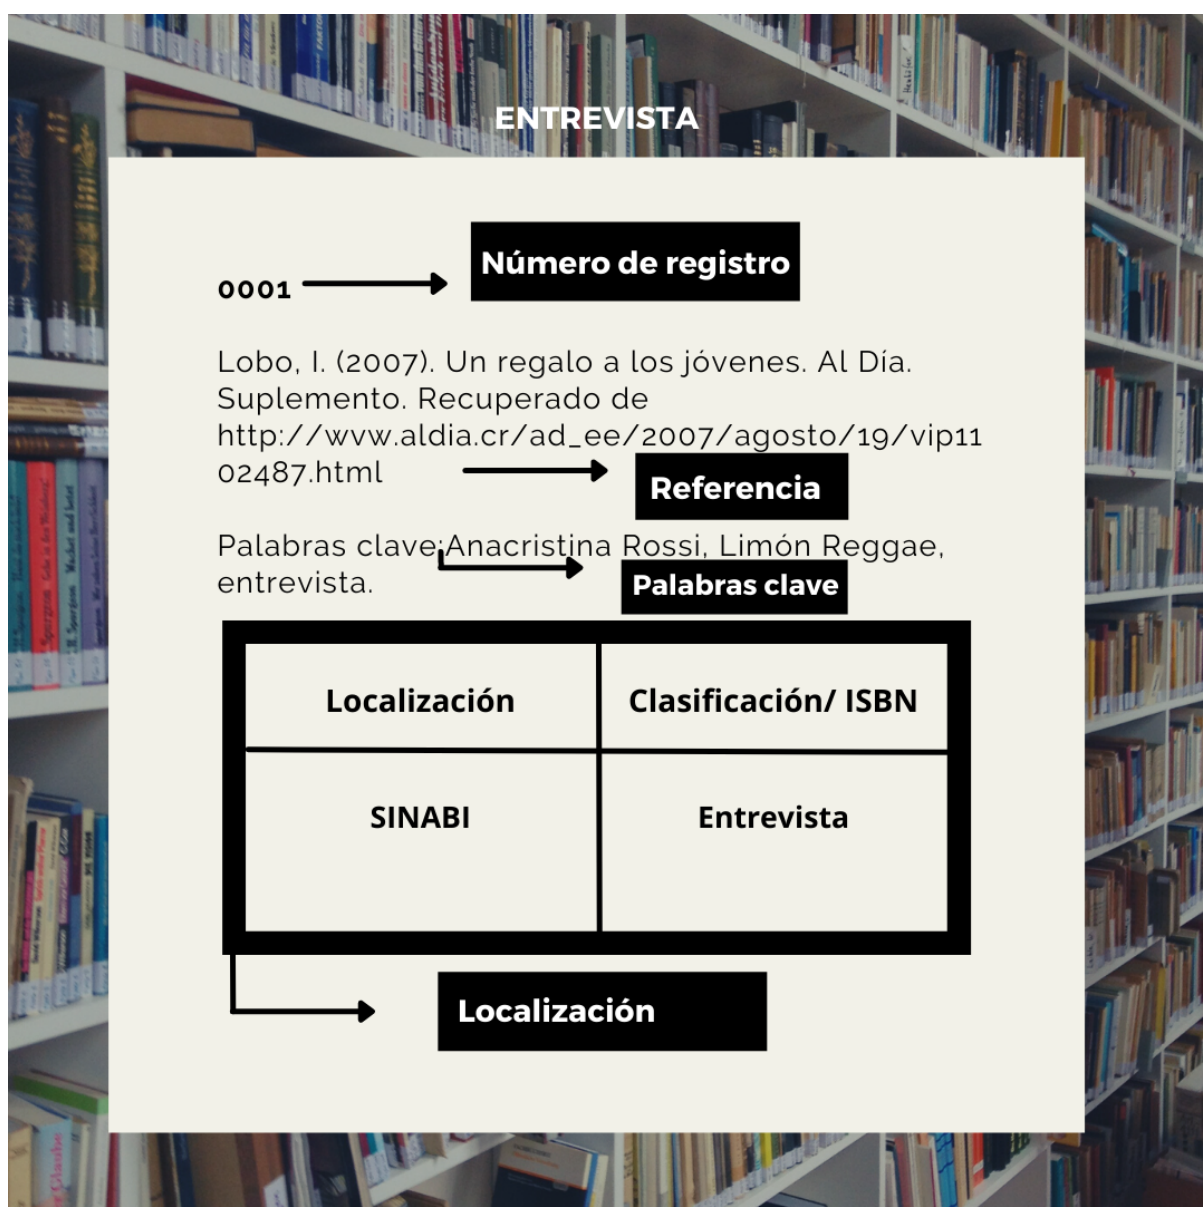 ENTREVISTA
Número de registro
0001
Lobo, I. (2007). Un regalo a los jóvenes. Al Día.
Suplemento. Recuperado de
http://wvw.aldia.cr/ad_ee/2007/agosto/19/vip11
02487.html
Referencia
Palabras clave:Anacristina Rossi, Limón Reggae,
entrevista.
Palabras clave
Localización Clasificación/ ISBN
SINABI Entrevista
Localización